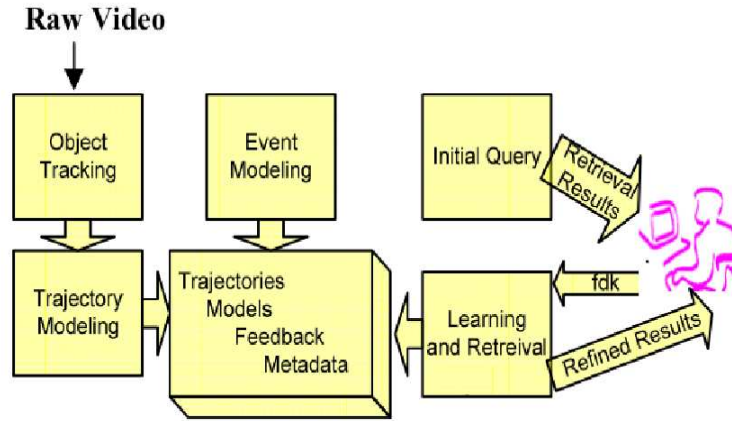 Raw Video
Object
Tracking
Event
Modeling
Initial Query
Retrieval
Results
Trajectory
Modeling
Trajectories
Models
Feedback
Metadata
Learning
and Retreival
fdk
Refined Results